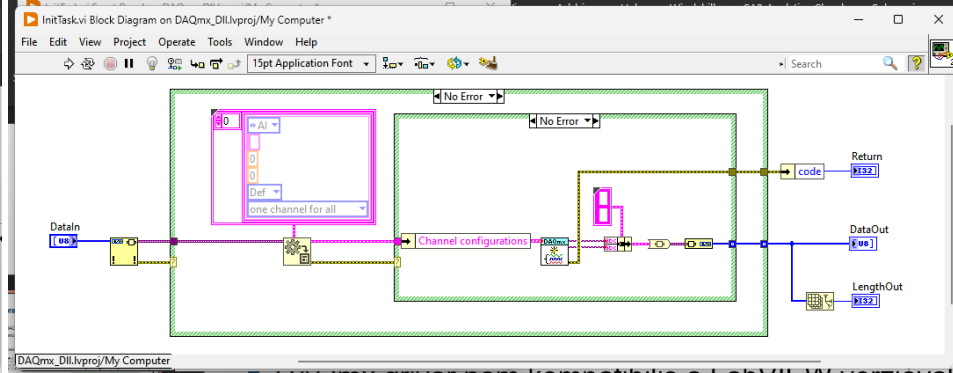 InitTask.vi Block Diagram on DAQmx_Dll.lvproj/My Computer *
File Edit View Project Operate Tools Window Help
15pt Application Font
Search
No Error
No Error
0
AI
0
0
Def
one channel for all
code
Return
I32
DataIn
U8
Channel configurations
DAQmx
DataOut
U8
LengthOut
I32
DAQmx_Dll.lvproj/My Computer